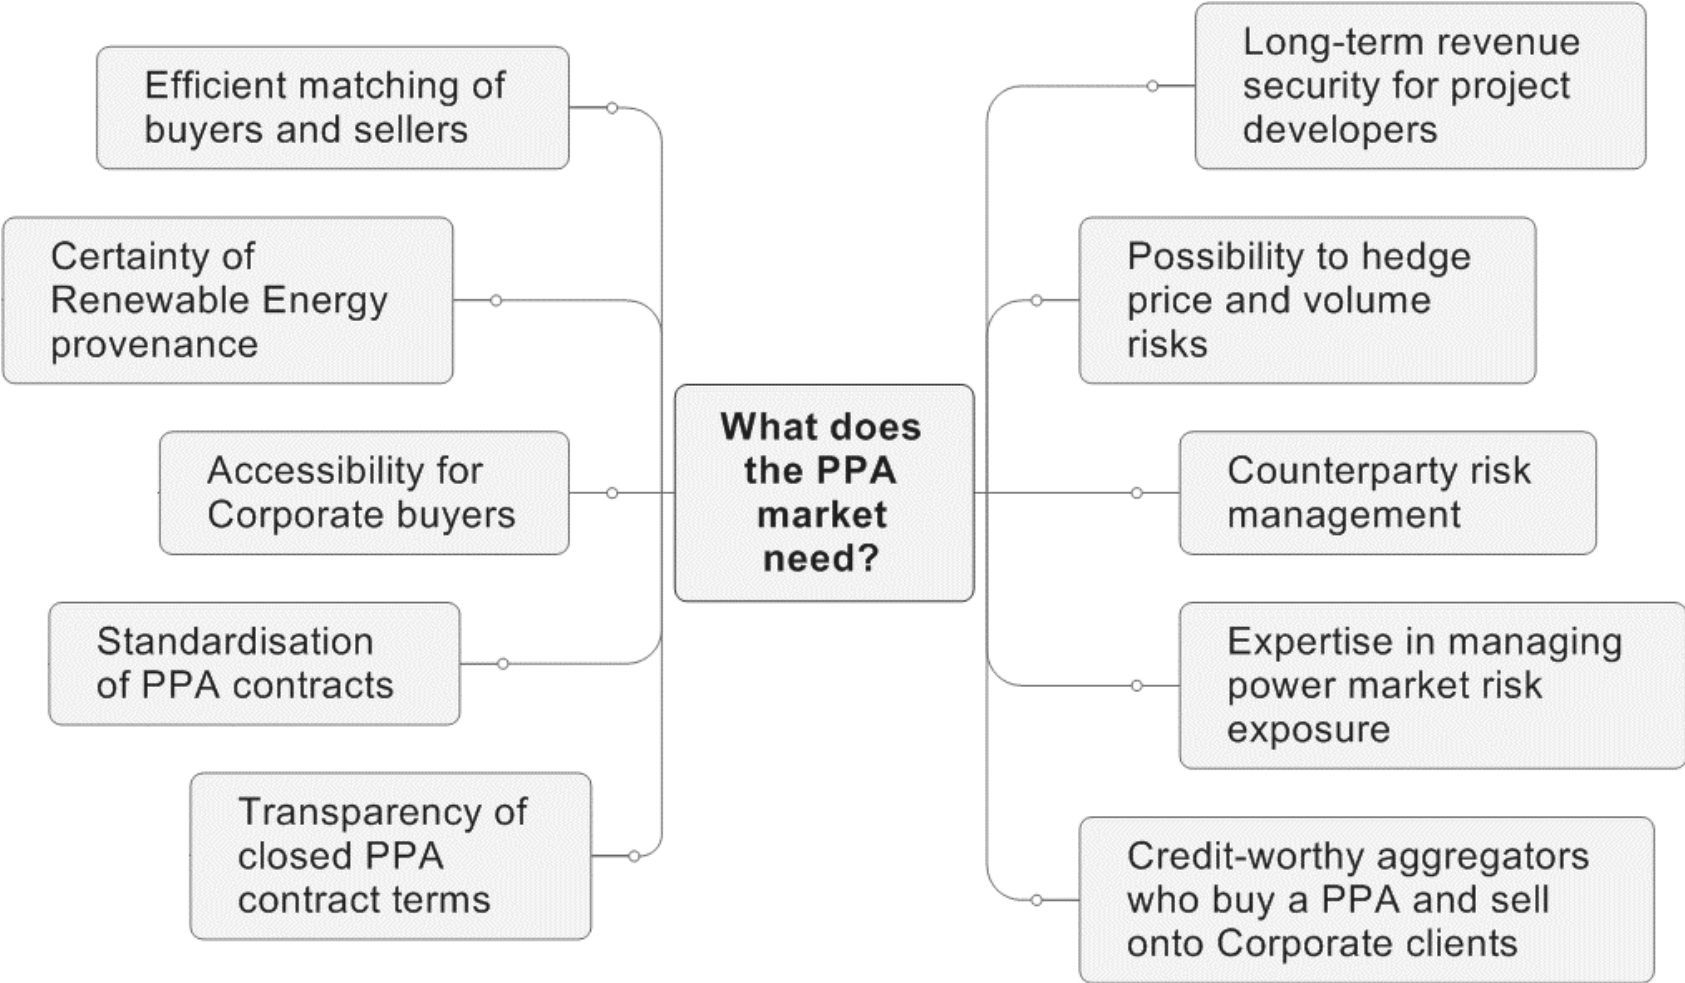 Efficient matching of
buyers and sellers
Certainty of
Renewable Energy
provenance
Accessibility for
Corporate buyers
Standardisation
of PPA contracts
Transparency of
closed PPA
contract terms
What does
the PPA
market
need?
Long-term revenue
security for project
developers
Possibility to hedge
price and volume
risks
Counterparty risk
management
Expertise in managing
power market risk
exposure
Credit-worthy aggregators
who buy a PPA and sell
onto Corporate clients